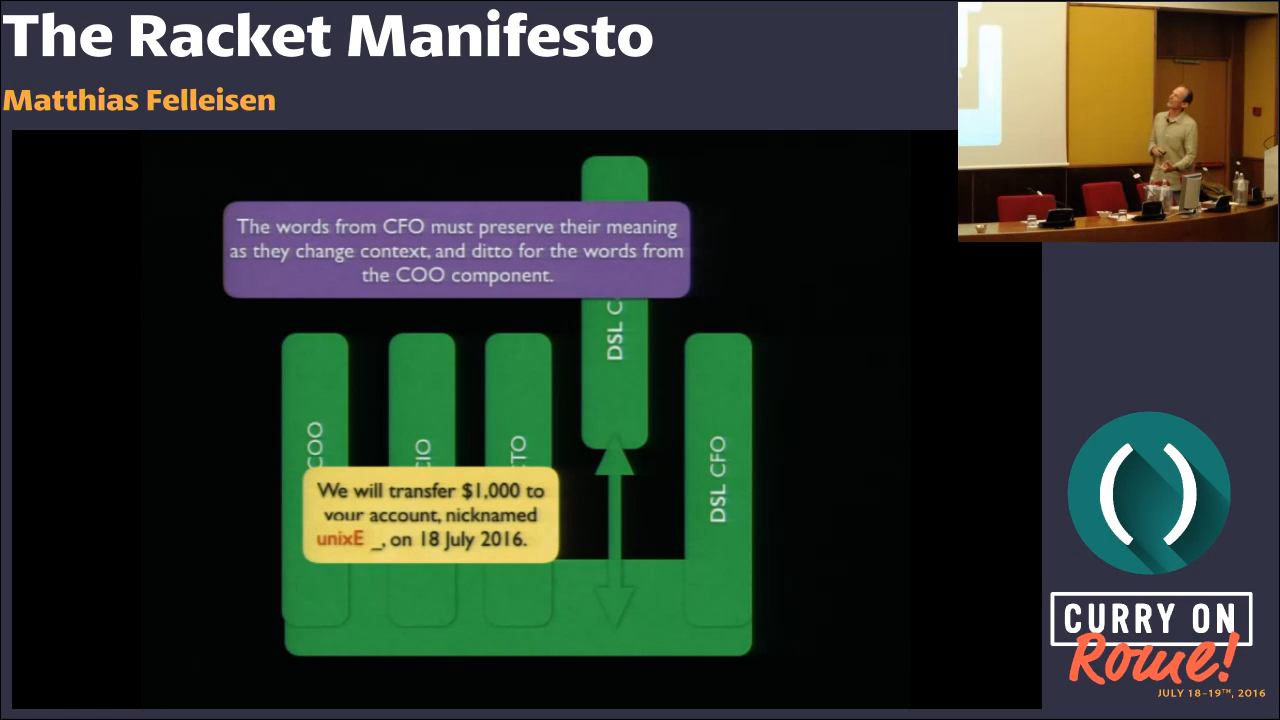 The Racket Manifesto
Matthias Felleisen
The words from CFO must preserve their meaning
as they change context, and ditto for the words from
the COO component.
DSL C
COO
CIO
CTO
DSL CFO
We will transfer $1,000 to
your account, nicknamed
unixE _, on 18 July 2016.
( )
CURRY ON
Rome!
JULY 18-19TH, 2016